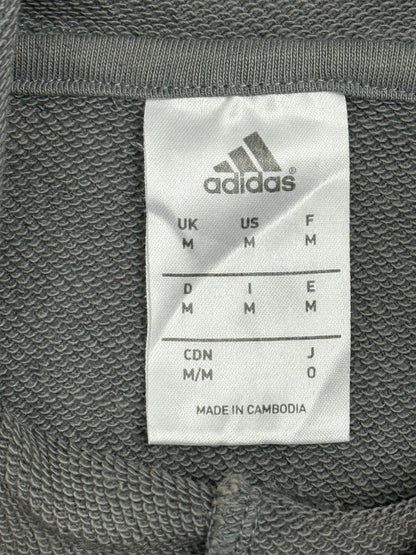 adidas
UK US F
M M M
D I E
M M M
CDN J
M/M O
MADE IN CAMBODIA